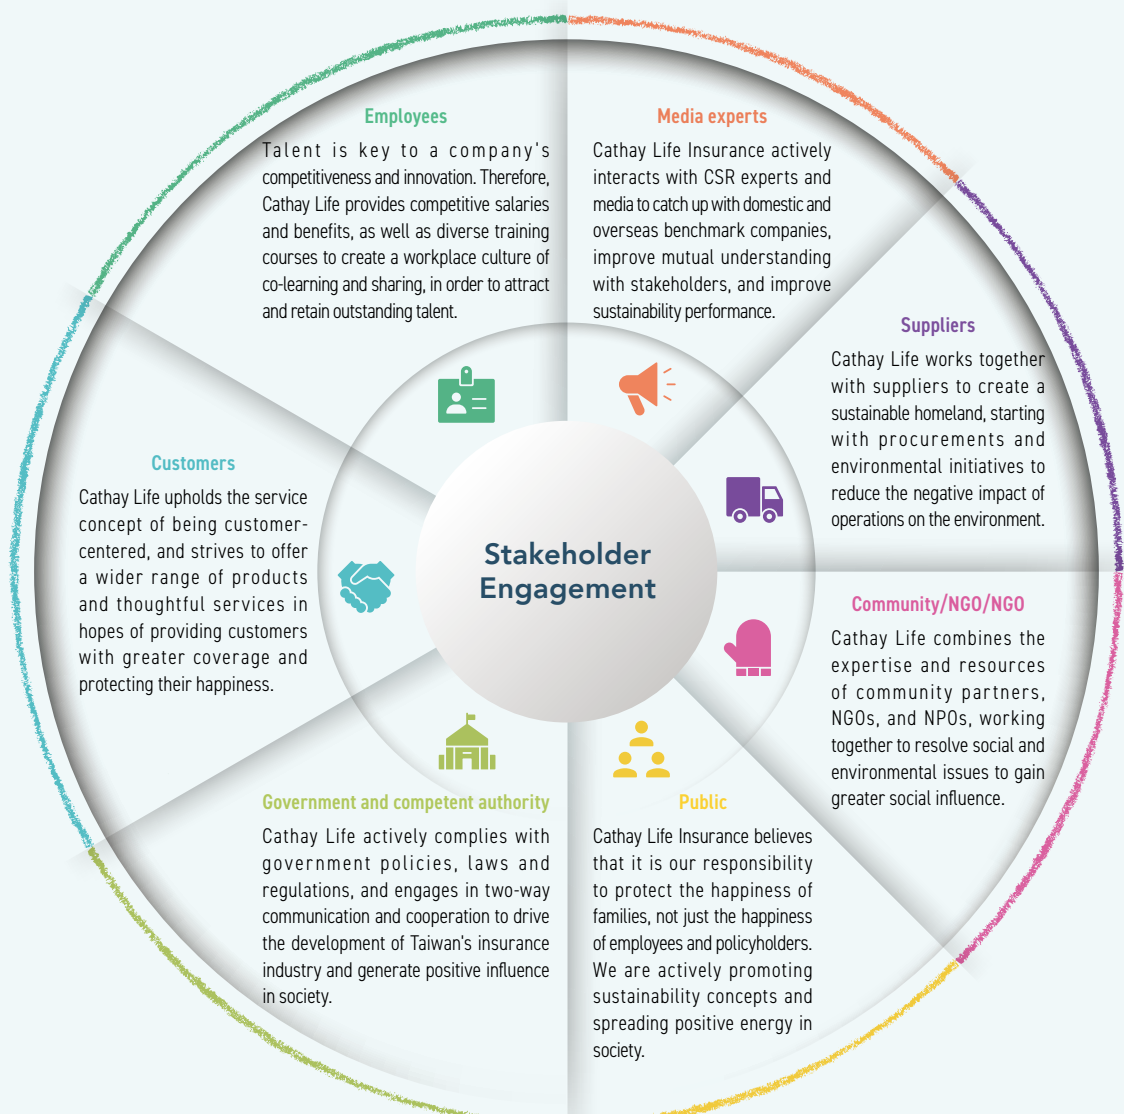 Employees
Talent is key to a company's
competitiveness and innovation. Therefore,
Cathay Life provides competitive salaries
and benefits, as well as diverse training
courses to create a workplace culture of
co-learning and sharing, in order to attract
and retain outstanding talent.
Media experts
Cathay Life Insurance actively
interacts with CSR experts and
media to catch up with domestic and
overseas benchmark companies,
improve mutual understanding
with stakeholders, and improve
sustainability performance.
Suppliers
Cathay Life works together
with suppliers to create a
sustainable homeland, starting
with procurements and
environmental initiatives to
reduce the negative impact of
operations on the environment.
Customers
Cathay Life upholds the service
concept of being customer-
centered, and strives to offer
a wider range of products
and thoughtful services in
hopes of providing customers
with greater coverage and
protecting their happiness.
Stakeholder
Engagement
Community/NGO/NGO
Cathay Life combines the
expertise and resources
of community partners,
NGOs, and NPOs, working
together to resolve social and
environmental issues to gain
greater social influence.
Government and competent authority
Cathay Life actively complies with
government policies, laws and
regulations, and engages in two-way
communication and cooperation to drive
the development of Taiwan's insurance
industry and generate positive influence
in society.
Public
Cathay Life Insurance believes
that it is our responsibility
to protect the happiness of
families, not just the happiness
of employees and policyholders.
We are actively promoting
sustainability concepts and
spreading positive energy in
society.